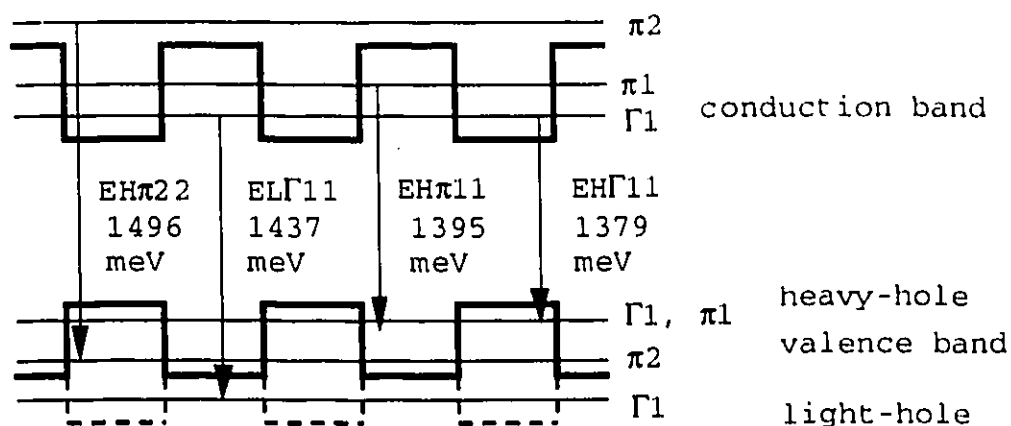 π2
π1
Γ1
conduction band
EHπ22 ELΓ11 EHπ11 EHΓ11
1496 1437 1395 1379
meV meV meV meV
heavy-hole
Γ1, π1
valence band
π2
Γ1
light-hole